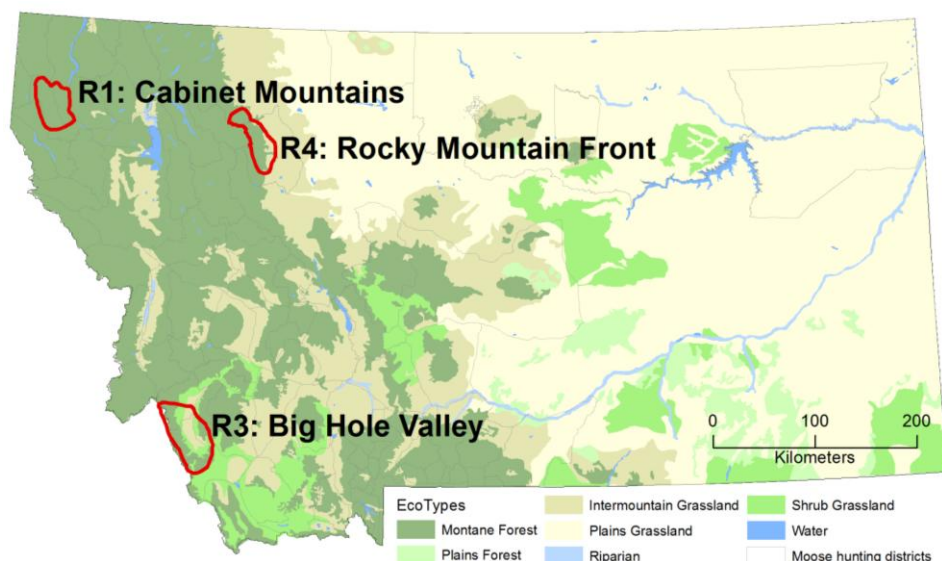 R1: Cabinet Mountains
R4: Rocky Mountain Front
R3: Big Hole Valley
0 100 200
Kilometers
EcoTypes
Montane Forest
Plains Forest
Intermountain Grassland
Plains Grassland
Riparian
Shrub Grassland
Water
Moose hunting districts